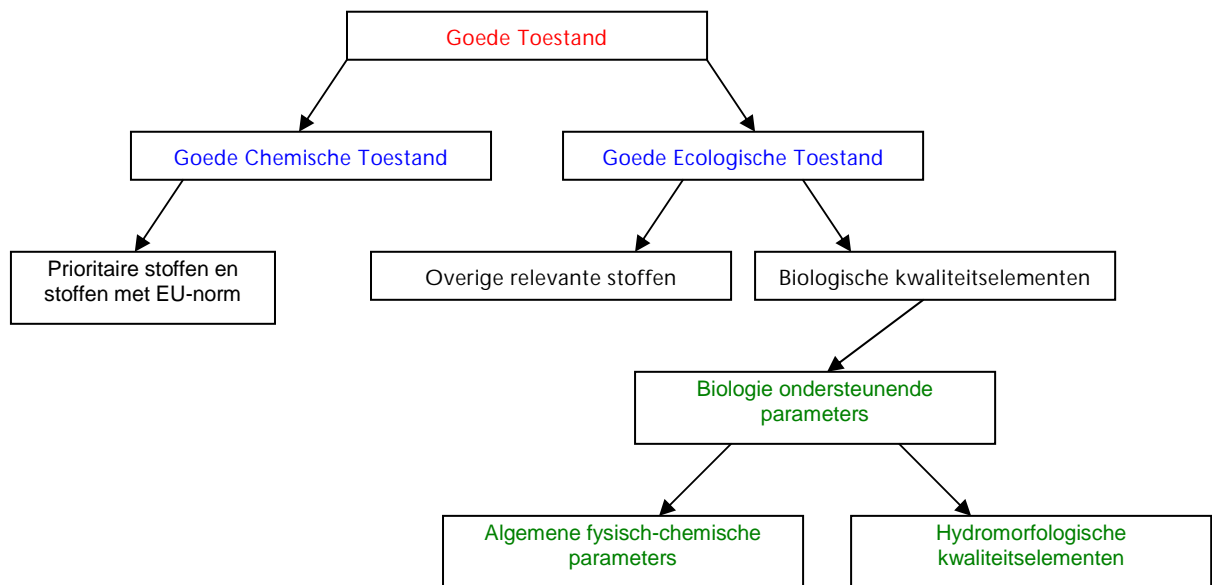 Goede Toestand
Goede Chemische Toestand
Goede Ecologische Toestand
Prioritaire stoffen en
stoffen met EU-norm
Overige relevante stoffen
Biologische kwaliteitselementen
Biologie ondersteunende
parameters
Algemene fysisch-chemische
parameters
Hydromorfologische
kwaliteitselementen